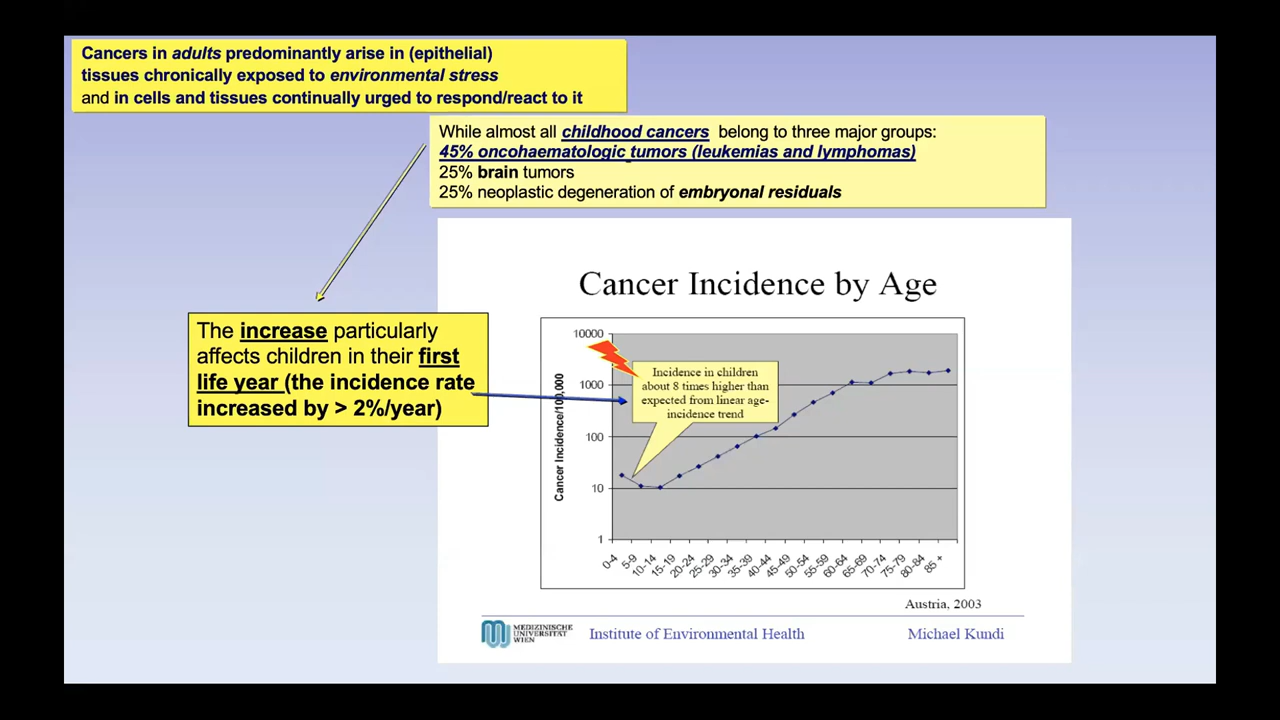 Cancers in adults predominantly arise in (epithelial)
tissues chronically exposed to environmental stress
and in cells and tissues continually urged to respond/react to it
While almost all childhood cancers belong to three major groups:
45% oncohaematologic tumors (leukemias and lymphomas)
25% brain tumors
25% neoplastic degeneration of embryonal residuals
The increase particularly
affects children in their first
life year (the incidence rate
increased by > 2%/year)
Cancer Incidence by Age
Cancer Incidence/100,000
10000
1000
100
10
1
Incidence in children
about 8 times higher than
expected from linear age-
incidence trend
0-4
5-9
10-14
15-19
20-24
25-29
30-34
35-39
40-44
45-49
50-54
55-59
60-64
65-69
70-74
75-79
80-84
85 +
Austria, 2003
MEDIZINISCHE
UNIVERSITÄT
WIEN
Institute of Environmental Health
Michael Kundi